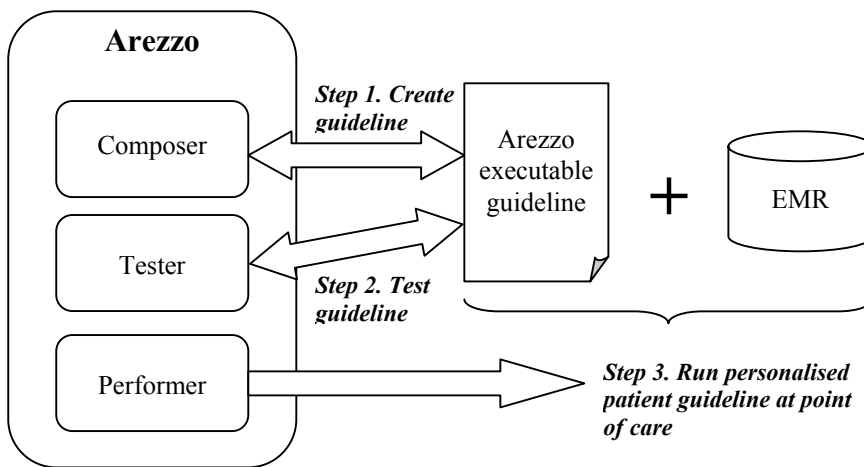 Arezzo
Composer
Tester
Performer
Step 1. Create
guideline
Step 2. Test
guideline
Arezzo
executable
guideline
+
EMR
Step 3. Run personalised
patient guideline at point
of care